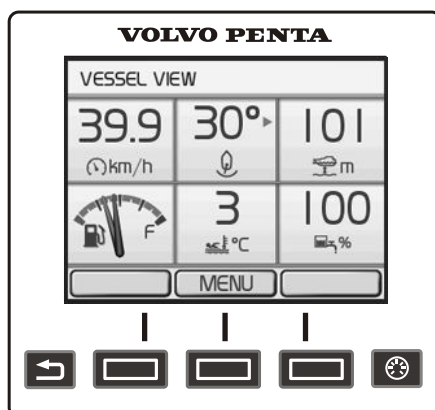 VOLVO PENTA
VESSEL VIEW
39.9 30° 101
km/h m
3 100
F °C %
MENU